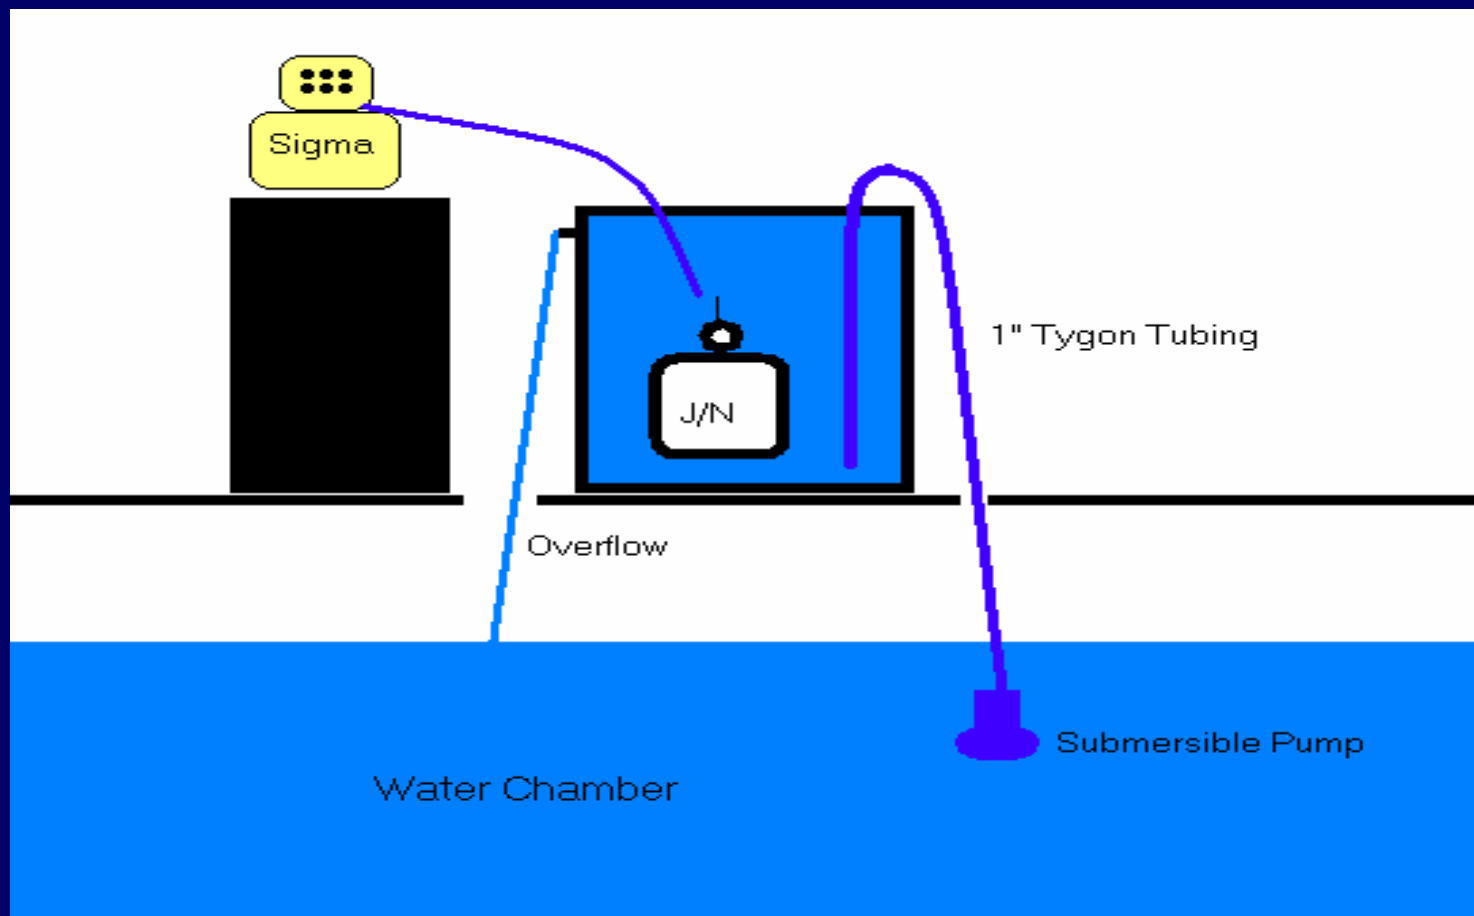 Sigma
1" Tygon Tubing
J/N
Overflow
Submersible Pump
Water Chamber